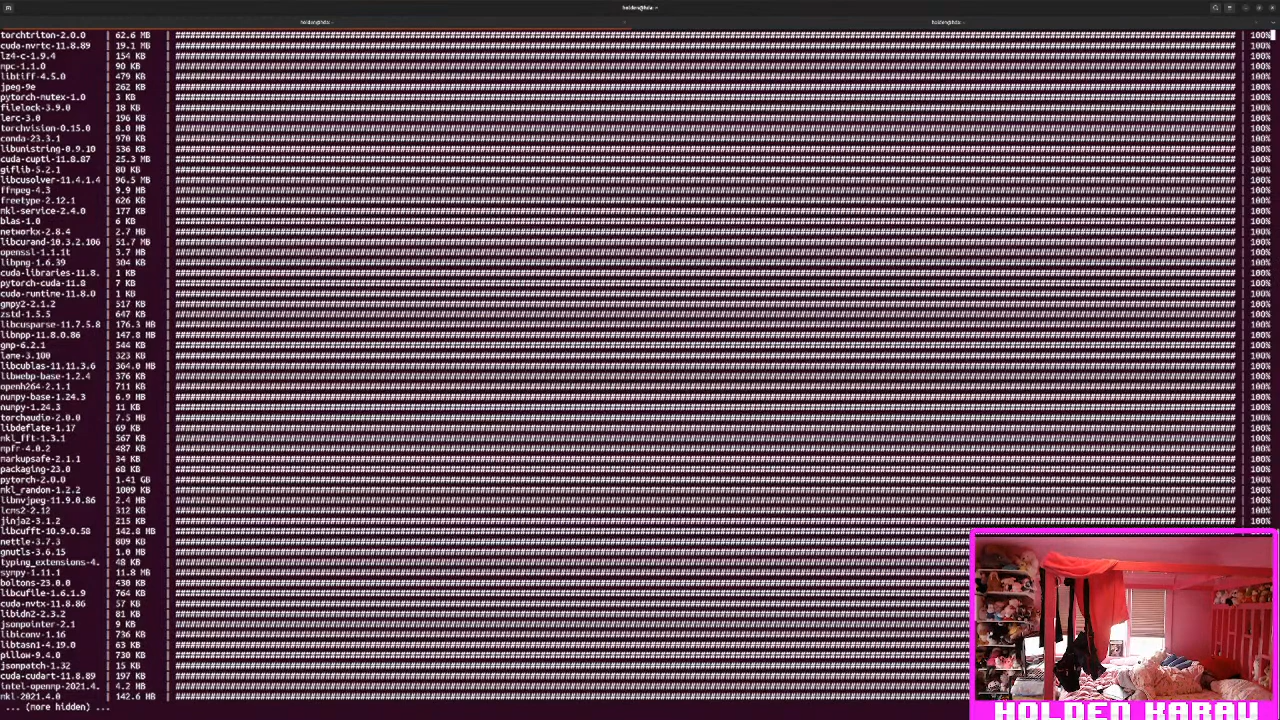 holden@hda: ~
holden@hda: ~
holden@hda: ~
torchtriton-2.0.0 | 62.6 MB | 100%
cuda-nvrtc-11.8.89 | 19.1 MB | 100%
lz4-c-1.9.4 | 154 KB | 100%
mpc-1.1.0 | 90 KB | 100%
libtiff-4.5.0 | 479 KB | 100%
jpeg-9e | 262 KB | 100%
pytorch-mutex-1.0 | 3 KB | 100%
filelock-3.9.0 | 18 KB | 100%
lerc-3.0 | 196 KB | 100%
torchvision-0.15.0 | 8.0 MB | 100%
conda-23.3.1 | 970 KB | 100%
libunistring-0.9.10 | 536 KB | 100%
cuda-cupti-11.8.87 | 25.3 MB | 100%
giflib-5.2.1 | 80 KB | 100%
libcusolver-11.4.1.4 | 96.5 MB | 100%
ffmpeg-4.3 | 9.9 MB | 100%
freetype-2.12.1 | 626 KB | 100%
mkl-service-2.4.0 | 177 KB | 100%
blas-1.0 | 6 KB | 100%
networkx-2.8.4 | 2.7 MB | 100%
libcurand-10.3.2.106 | 51.7 MB | 100%
openssl-1.1.1t | 3.7 MB | 100%
libpng-1.6.39 | 304 KB | 100%
cuda-libraries-11.8. | 1 KB | 100%
pytorch-cuda-11.8 | 7 KB | 100%
cuda-runtime-11.8.0 | 1 KB | 100%
gmpy2-2.1.2 | 517 KB | 100%
zstd-1.5.5 | 647 KB | 100%
libcusparse-11.7.5.8 | 176.3 MB | 100%
libnpp-11.8.0.86 | 147.8 MB | 100%
gmp-6.2.1 | 544 KB | 100%
lame-3.100 | 323 KB | 100%
libcublas-11.11.3.6 | 364.0 MB | 100%
libwebp-base-1.2.4 | 376 KB | 100%
openh264-2.1.1 | 711 KB | 100%
numpy-base-1.24.3 | 6.9 MB | 100%
numpy-1.24.3 | 11 KB | 100%
torchaudio-2.0.0 | 7.5 MB | 100%
libdeflate-1.17 | 69 KB | 100%
mkl_fft-1.3.1 | 567 KB | 100%
mpfr-4.0.2 | 487 KB | 100%
markupsafe-2.1.1 | 34 KB | 100%
packaging-23.0 | 68 KB | 100%
pytorch-2.0.0 | 1.41 GB | 100%
mkl_random-1.2.2 | 1009 KB | 100%
libnvjpeg-11.9.0.86 | 2.4 MB | 100%
lcms2-2.12 | 312 KB | 100%
jinja2-3.1.2 | 215 KB | 100%
libcufft-10.9.0.58 | 142.8 MB | 100%
nettle-3.7.3 | 809 KB
gnutls-3.6.15 | 1.0 MB
typing_extensions-4. | 48 KB
sympy-1.11.1 | 11.8 MB
boltons-23.0.0 | 430 KB
libcufile-1.6.1.9 | 764 KB
cuda-nvtx-11.8.86 | 57 KB
libidn2-2.3.2 | 81 KB
jsonpointer-2.1 | 9 KB
libiconv-1.16 | 736 KB
libtasn1-4.19.0 | 63 KB
pillow-9.4.0 | 730 KB
jsonpatch-1.32 | 15 KB
cuda-cudart-11.8.89 | 197 KB
intel-openmp-2021.4. | 4.2 MB
mkl-2021.4.0 | 142.6 MB
... (more hidden) ...
HOLDEN KARAU